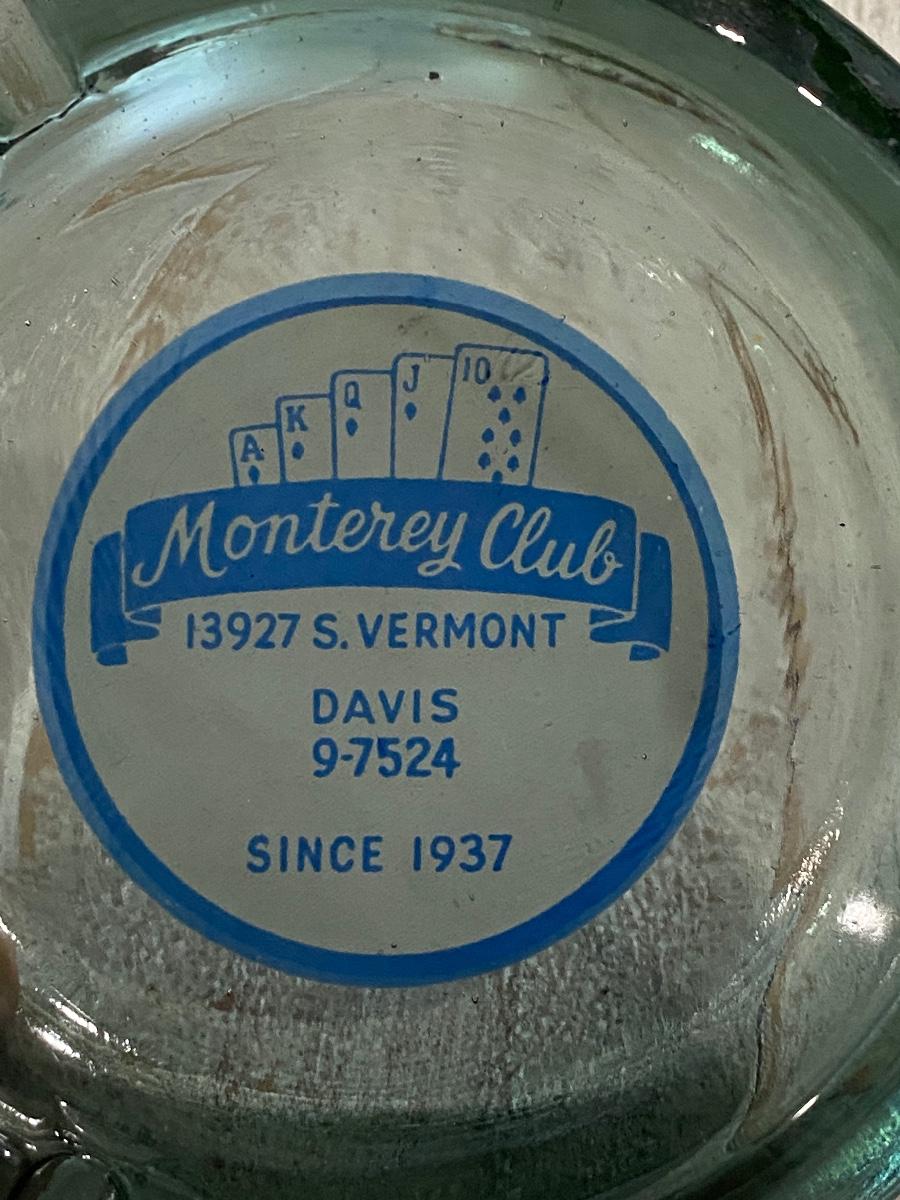 A K Q J 10
Monterey Club
13927 S. VERMONT
DAVIS
9-7524
SINCE 1937